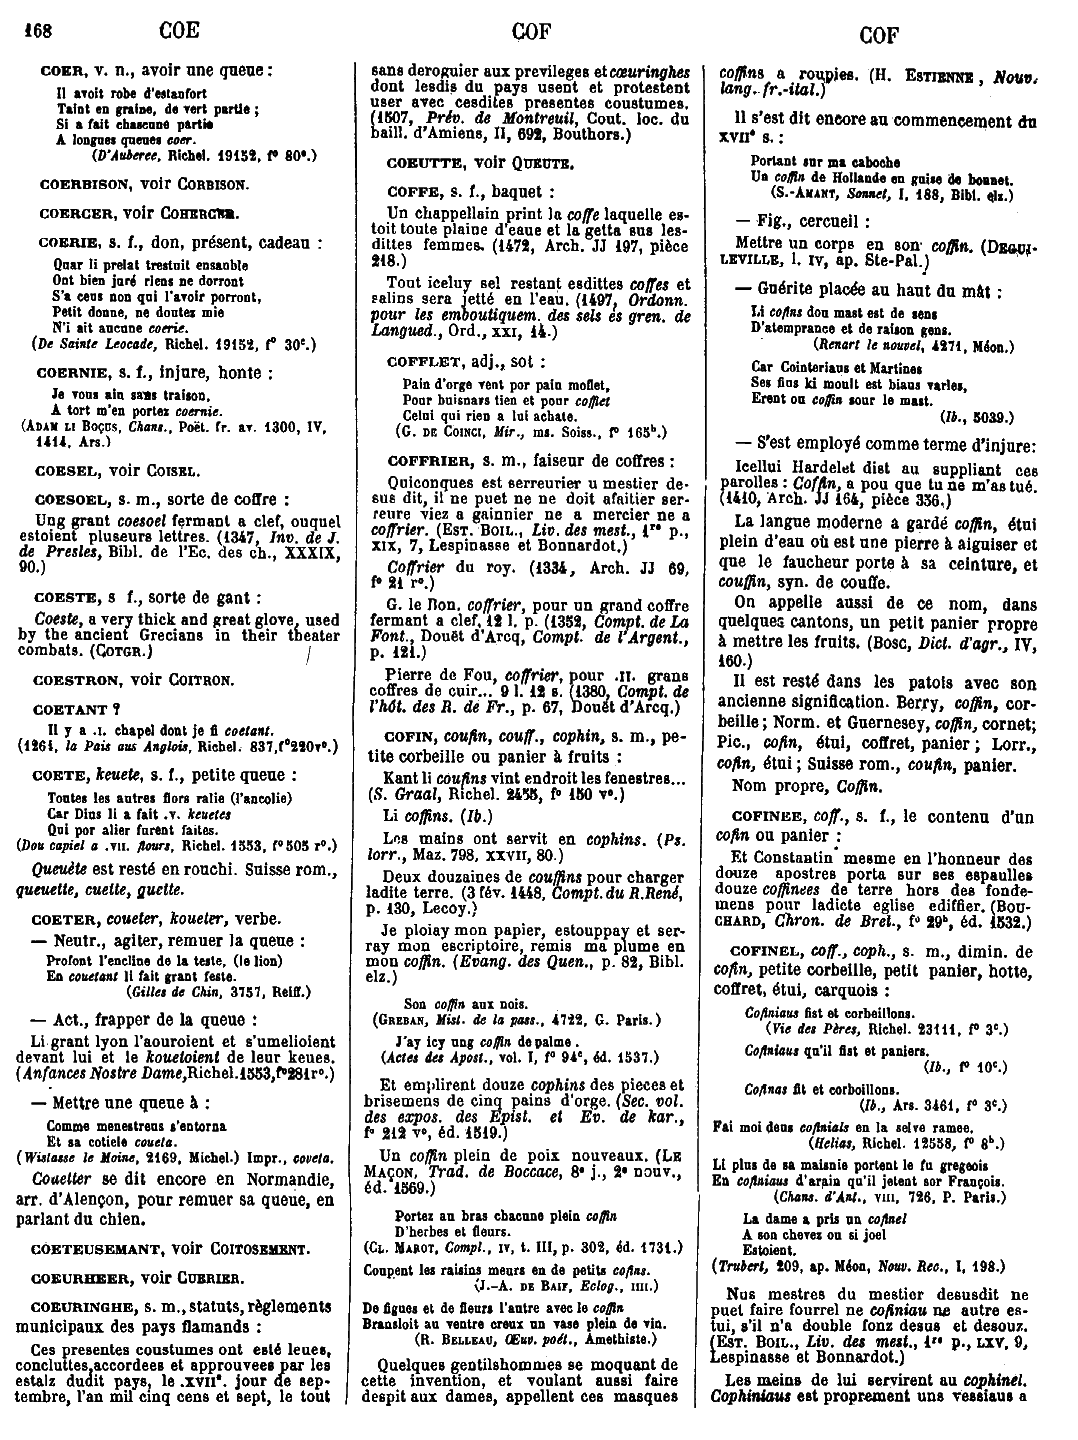 168 COE COF COF
COER, v. n., avoir une queue :
Il avoit robe d'estanfort
Taint en graine, de vert partie ;
Si a fait chascune partie
A longues queues coer.
(D'Auberee, Richel. 19152, f° 80ᵉ.)
COERBISON, voir CORBISON.
COERCER, voir COHERCER.
COERIE, s. f., don, présent, cadeau :
Quar li prelat trestuit ensanble
Ont bien juré riens ne dorront
S'a ceus non qui l'avoir porront,
Petit donne, ne doutez mie
N'i ait aucune coerie.
(De Sainte Leocade, Richel. 19152, f° 30ᶜ.)
COERNIE, s. f., injure, honte :
Je vous ain sans traison,
A tort m'en portez coernie.
(ADAM LI BOÇUS, Chans., Poët. fr. av. 1300, IV,
1414, Ars.)
COESEL, voir COISEL.
COESOEL, s. m., sorte de coffre :
Ung grant coesoel fermant a clef, ouquel
estoient pluseurs lettres. (1347, Inv. de J.
de Presles, Bibl. de l'Ec. des ch., XXXIX,
90.)
COESTE, s f., sorte de gant :
Coeste, a very thick and great glove, used
by the ancient Grecians in their theater
combats. (COTGR.)
COESTRON, voir COITRON.
COETANT ?
Il y a .I. chapel dont je fi coetant.
(1261, la Pais aus Anglois, Richel. 837, f°220v°.)
COETE, keuete, s. f., petite queue :
Toutes les autres flors ralie (l'ancolie)
Car Dius li a fait .v. keuetes
Qui por alier furent faites.
(Dou capiel a .VII. flours, Richel. 1553, f°505 r°.)
Queuète est resté en rouchi. Suisse rom.,
queuette, cuette, guette.
COETER, coueter, koueter, verbe.
— Neutr., agiter, remuer la queue :
Profont l'encline de la teste, (le lion)
En couetant li fait grant feste.
(Gilles de Chin, 3757, Reiff.)
— Act., frapper de la queue :
Li grant lyon l'aouroient et s'umelioient
devant lui et le kouetoient de leur keues.
(Anfances Nostre Dame, Richel. 1553, f°281r°.)
— Mettre une queue à :
Comme menestreus s'entorna
Et sa cotiele coueta.
(Wistasse le Moine, 2169, Michel.) Impr., coveta.
Couetter se dit encore en Normandie,
arr. d'Alençon, pour remuer sa queue, en
parlant du chien.
COETEUSEMANT, voir COITOSEMENT.
COEURHEER, voir CUERIER.
COEURINGHE, s. m., statuts, règlements
municipaux des pays flamands :
Ces presentes coustumes ont esté leues,
concluttes, accordees et approuvees par les
estalz dudit pays, le .XVIIᵉ. jour de sep-
tembre, l'an mil cinq cens et sept, le tout
sans deroguier aux previleges et cœuringhes
dont lesdis du pays usent et protestent
user avec cesdites presentes coustumes.
(1507, Prév. de Montreuil, Cout. loc. du
baill. d'Amiens, II, 692, Bouthors.)
COEUTTE, voir QUEUTE.
COFFE, s. f., baquet :
Un chappellain print la coffe laquelle es-
toit toute plaine d'eaue et la getta sus les-
dittes femmes. (1472, Arch. JJ 197, pièce
218.)
Tout iceluy sel restant esdittes coffes et
salins sera jetté en l'eau. (1497, Ordonn.
pour les emboutiquem. des sels es gren. de
Langued., Ord., XXI, 14.)
COFFLET, adj., sot :
Pain d'orge vent por pain moflet,
Pour buisnars tien et pour cofflet
Celui qui rien a lui achate.
(G. DE COINCI, Mir., ms. Soiss., f° 165ᵇ.)
COFFRIER, s. m., faiseur de coffres :
Quiconques est serreurier u mestier de-
sus dit, il ne puet ne ne doit afaitier ser-
reure viez a gainnier ne a mercier ne a
coffrier. (EST. BOIL., Liv. des mest., 1ʳᵉ p.,
XIX, 7, Lespinasse et Bonnardot.)
Coffrier du roy. (1334, Arch. JJ 69,
f° 21 r°.)
G. le Bon, coffrier, pour un grand coffre
fermant a clef, 12 l. p. (1352, Compt. de La
Font., Douët d'Arcq, Compt. de l'Argent.,
p. 121.)
Pierre de Fou, coffrier, pour .II. grans
coffres de cuir... 9 l. 12 s. (1380, Compt. de
l'hôt. des R. de Fr., p. 67, Douët d'Arcq.)
COFIN, coufin, couff., cophin, s. m., pe-
tite corbeille ou panier à fruits :
Kant li coufins vint endroit les fenestres...
(S. Graal, Richel. 2455, f° 150 v°.)
Li coffins. (Ib.)
Les mains ont servit en cophins. (Ps.
lorr., Maz. 798, XXVII, 80.)
Deux douzaines de couffins pour charger
ladite terre. (3 fév. 1448, Compt. du R. René,
p. 130, Lecoy.)
Je ploiay mon papier, estouppay et ser-
ray mon escriptoire, remis ma plume en
mon coffin. (Evang. des Quen., p. 82, Bibl.
elz.)
Son coffin aux nois.
(GREBAN, Mist. de la pass., 4722, G. Paris.)
J'ay icy ung coffin de palme.
(Actes des Apost., vol. I, f° 94ᶜ, éd. 1537.)
Et emplirent douze cophins des pieces et
brisemens de cinq pains d'orge. (Sec. vol.
des expos. des Epist. et Ev. de kar.,
f° 212 v°, éd. 1519.)
Un coffin plein de poix nouveaux. (LE
MAÇON, Trad. de Boccace, 8ᵉ j., 2ᵉ nouv.,
éd. 1569.)
Portez au bras chacune plein coffin
D'herbes et fleurs.
(CL. MAROT, Compl., IV, t. III, p. 302, éd. 1731.)
Coupent les raisins meurs en de petits cofins.
(J.-A. DE BAIF, Eclog., IIII.)
De figues et de fleurs l'autre avec le coffin
Bransloit au ventre creux un vase plein de vin.
(R. BELLEAU, Œuv. poét., Amethiste.)
Quelques gentilshommes se moquant de
cette invention, et voulant aussi faire
despit aux dames, appellent ces masques
coffins a roupies. (H. ESTIENNE, Nouv.
lang. fr.-ital.)
Il s'est dit encore au commencement du
XVIIᵉ s. :
Portant sur ma caboche
Un coffin de Hollande en guise de bonnet.
(S.-AMANT, Sonnet, I, 188, Bibl. elz.)
— Fig., cercueil :
Mettre un corps en son coffin. (DEGUI-
LEVILLE, l. IV, ap. Ste-Pal.)
— Guérite placée au haut du mât :
Li cofins dou mast est de sens
D'atemprance et de raison gens.
(Renart le nouvel, 4271, Méon.)
Car Cointeriaus et Martines
Ses fius ki moult est biaus varles,
Erent ou coffin sour le mast.
(Ib., 5039.)
— S'est employé comme terme d'injure :
Icellui Hardelet dist au suppliant ces
parolles : Coffin, a pou que tu ne m'as tué.
(1410, Arch. JJ 164, pièce 336.)
La langue moderne a gardé coffin, étui
plein d'eau où est une pierre à aiguiser et
que le faucheur porte à sa ceinture, et
couffin, syn. de couffe.
On appelle aussi de ce nom, dans
quelques cantons, un petit panier propre
à mettre les fruits. (BOSC, Dict. d'agr., IV,
160.)
Il est resté dans les patois avec son
ancienne signification. Berry, coffin, cor-
beille ; Norm. et Guernesey, coffin, cornet;
Pic., cofin, étui, coffret, panier ; Lorr.,
cofin, étui ; Suisse rom., coufin, panier.
Nom propre, Coffin.
COFINEE, coff., s. f., le contenu d'un
cofin ou panier :
Et Constantin mesme en l'honneur des
douze apostres porta sur ses espaulles
douze coffinees de terre hors des fonde-
mens pour ladicte eglise ediffier. (BOU-
CHARD, Chron. de Bret., f° 29ᵇ, éd. 1532.)
COFINEL, coff., coph., s. m., dimin. de
cofin, petite corbeille, petit panier, hotte,
coffret, étui, carquois :
Cofiniaus fist et corbeillons.
(Vie des Pères, Richel. 23111, f° 3ᶜ.)
Cofiniaus qu'il fist et paniers.
(Ib., f° 10ᶜ.)
Cofinas fit et corboillons.
(Ib., Ars. 3461, f° 3ᶜ.)
Fai moi deus cofinials en la selve ramee.
(Helias, Richel. 12558, f° 8ᵇ.)
Li plus de sa maisnie portent le fu gregeois
En cofiniaus d'arain qu'il jetent sor François.
(Chans. d'Ant., VIII, 726, P. Paris.)
La dame a pris un cofinel
A son chevez ou si joel
Estoient.
(Trubert, 209, ap. Méon, Nouv. Rec., I, 198.)
Nus mestres du mestier desusdit ne
puet faire fourrel ne cofiniau ne autre es-
tui, s'il n'a double fonz desus et desouz.
(EST. BOIL., Liv. des mest., 1ʳᵉ p., LXV, 9,
Lespinasse et Bonnardot.)
Les meins de lui servirent au cophinel.
Cophiniaus est proprement uns vessiaus a